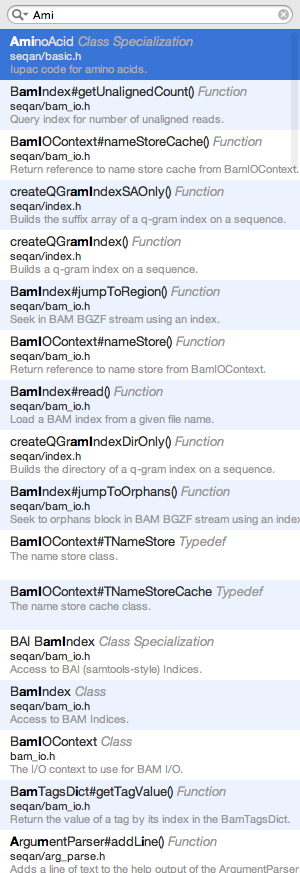 Ami
AminoAcid Class Specialization
seqan/basic.h
Iupac code for amino acids.
BamIndex#getUnalignedCount() Function
seqan/bam_io.h
Query index for number of unaligned reads.
BamIOContext#nameStoreCache() Function
seqan/bam_io.h
Return reference to name store cache from BamIOContext.
createQGramIndexSAOnly() Function
seqan/index.h
Builds the suffix array of a q-gram index on a sequence.
createQGramIndex() Function
seqan/index.h
Builds a q-gram index on a sequence.
BamIndex#jumpToRegion() Function
seqan/bam_io.h
Seek in BAM BGZF stream using an index.
BamIOContext#nameStore() Function
seqan/bam_io.h
Return reference to name store from BamIOContext.
BamIndex#read() Function
seqan/bam_io.h
Load a BAM index from a given file name.
createQGramIndexDirOnly() Function
seqan/index.h
Builds the directory of a q-gram index on a sequence.
BamIndex#jumpToOrphans() Function
seqan/bam_io.h
Seek to orphans block in BAM BGZF stream using an index
BamIOContext#TNameStore Typedef
The name store class.
BamIOContext#TNameStoreCache Typedef
The name store cache class.
BAI BamIndex Class Specialization
seqan/bam_io.h
Access to BAI (samtools-style) Indices.
BamIndex Class
seqan/bam_io.h
Access to BAM Indices.
BamIOContext Class
bam_io.h
The I/O context to use for BAM I/O.
BamTagsDict#getTagValue() Function
seqan/bam_io.h
Return the value of a tag by its index in the BamTagsDict.
ArgumentParser#addLine() Function
seqan/arg_parse.h
Adds a line of text to the help output of the ArgumentParser